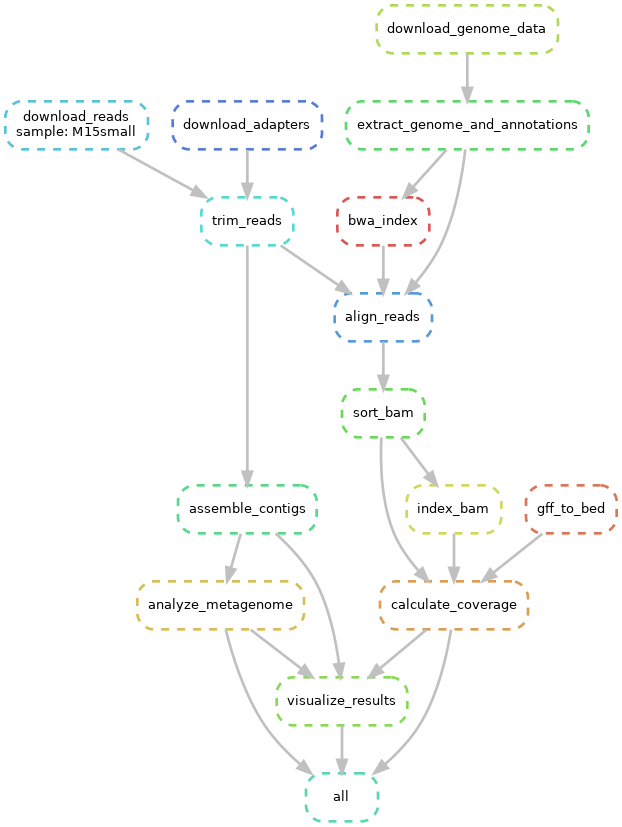 download_genome_data
download_reads
sample: M15small
download_adapters
extract_genome_and_annotations
trim_reads
bwa_index
align_reads
sort_bam
assemble_contigs
index_bam
gff_to_bed
analyze_metagenome
calculate_coverage
visualize_results
all